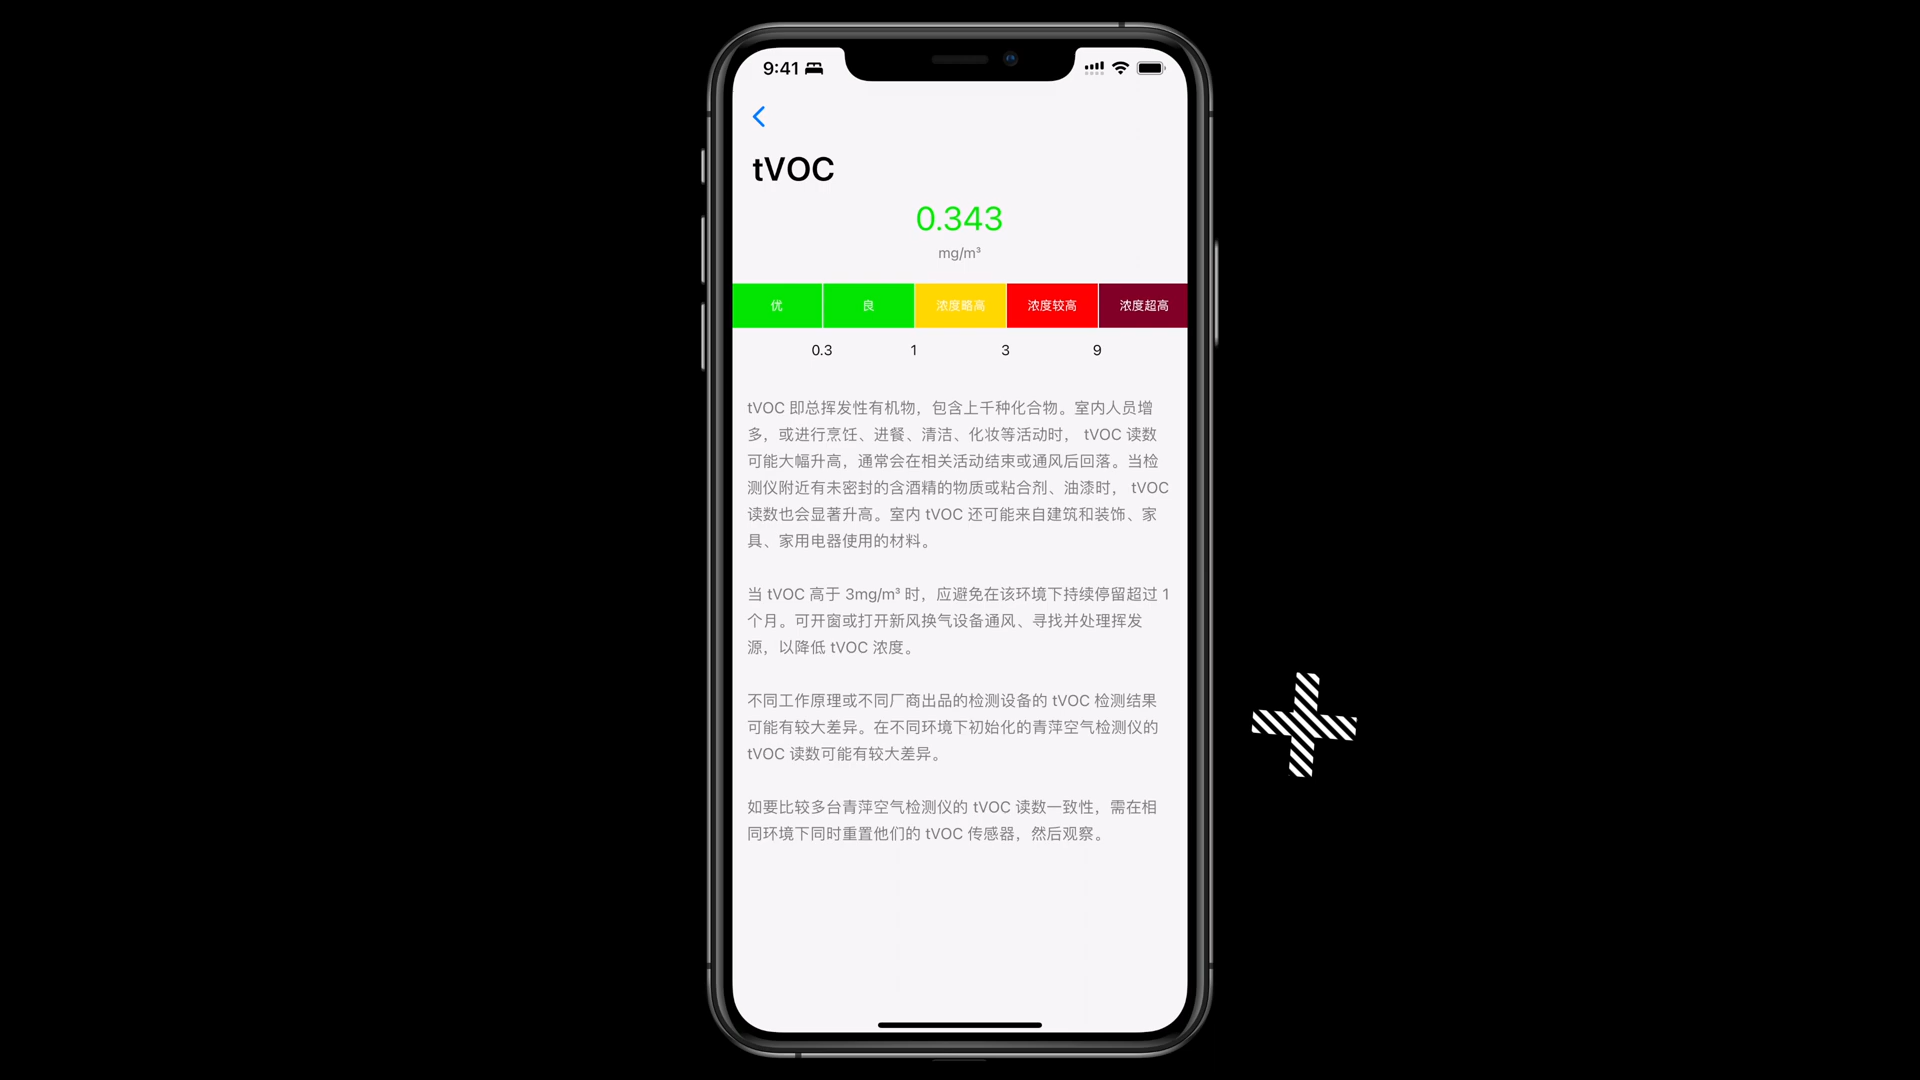 9:41
tVOC
0.343
mg/m³
优 良 浓度略高 浓度较高 浓度超高
0.3 1 3 9
tVOC 即总挥发性有机物，包含上千种化合物。室内人员增
多，或进行烹饪、进餐、清洁、化妆等活动时， tVOC 读数
可能大幅升高，通常会在相关活动结束或通风后回落。当检
测仪附近有未密封的含酒精的物质或粘合剂、油漆时， tVOC
读数也会显著升高。室内 tVOC 还可能来自建筑和装饰、家
具、家用电器使用的材料。
当 tVOC 高于 3mg/m³ 时，应避免在该环境下持续停留超过 1
个月。可开窗或打开新风换气设备通风、寻找并处理挥发
源，以降低 tVOC 浓度。
不同工作原理或不同厂商出品的检测设备的 tVOC 检测结果
可能有较大差异。在不同环境下初始化的青萍空气检测仪的
tVOC 读数可能有较大差异。
如要比较多台青萍空气检测仪的 tVOC 读数一致性，需在相
同环境下同时重置他们的 tVOC 传感器，然后观察。